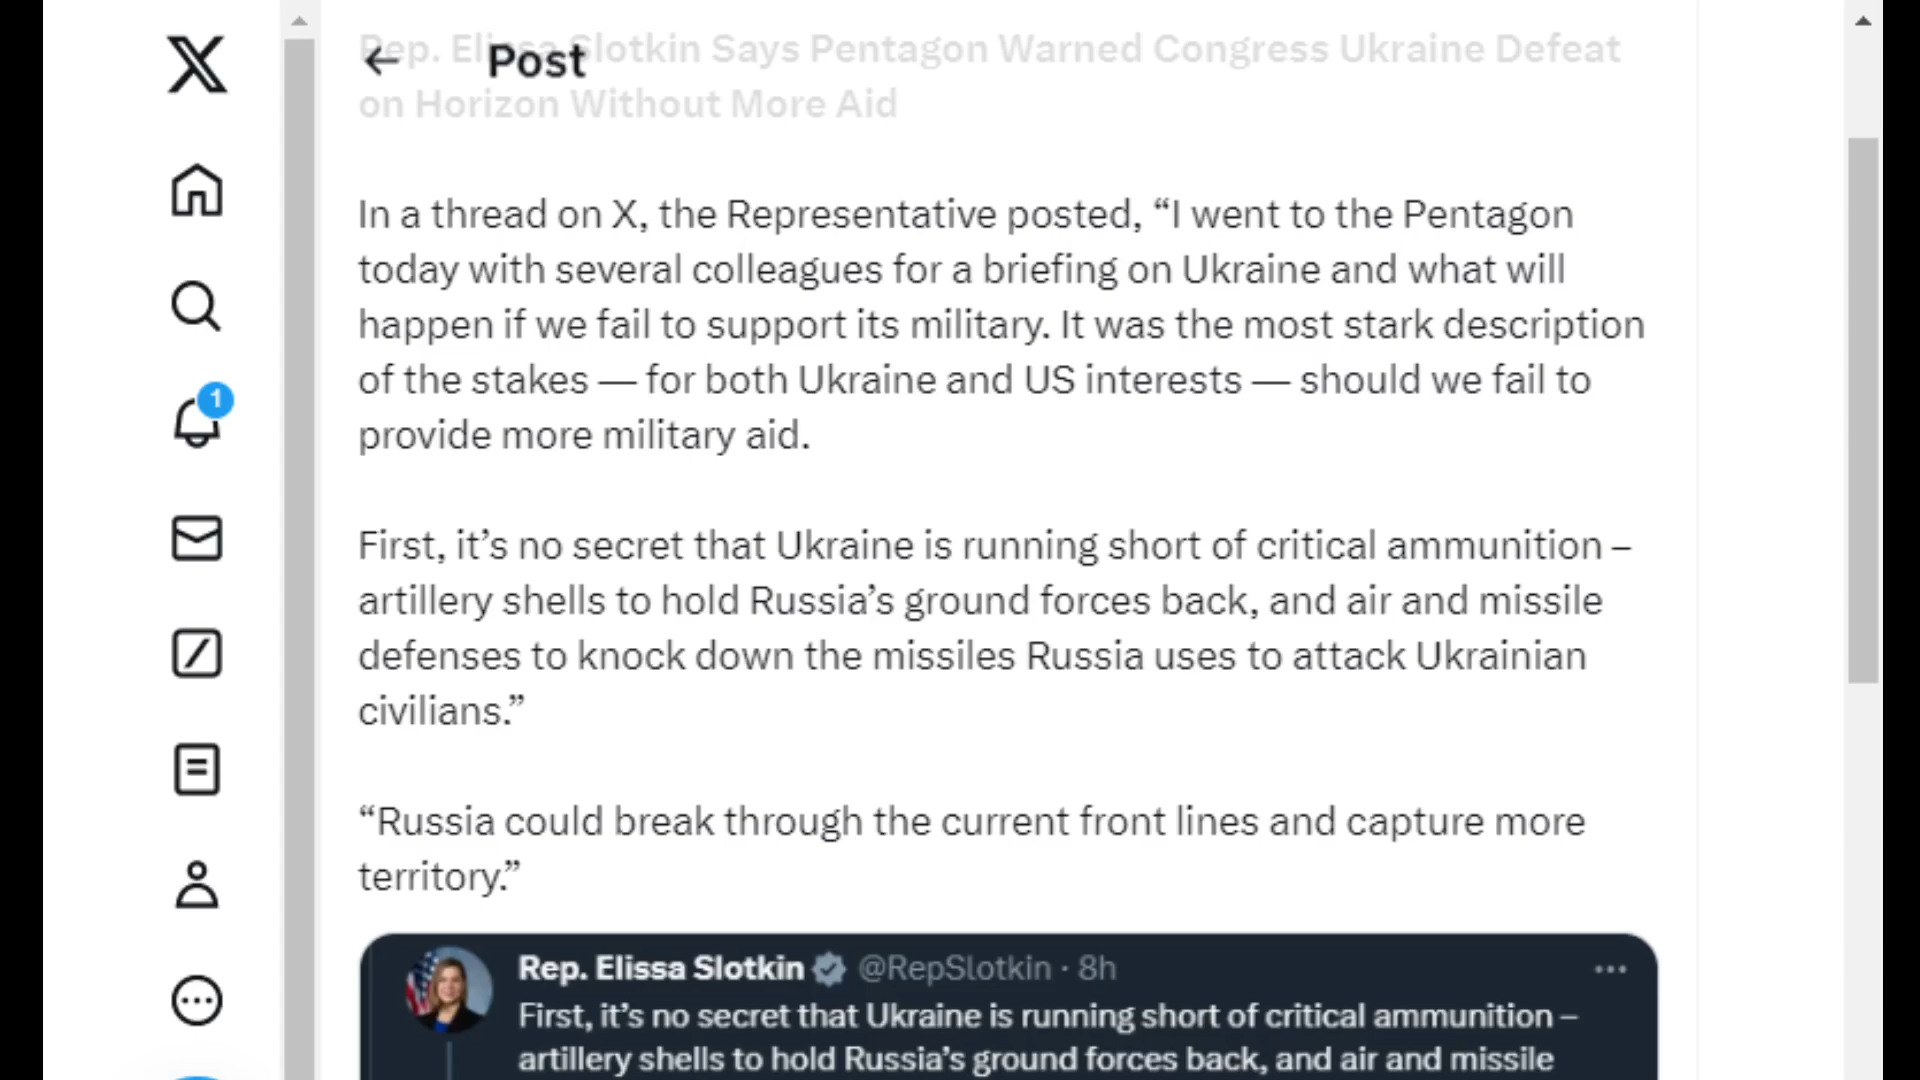 Rep. Elissa Slotkin Says Pentagon Warned Congress Ukraine Defeat
Post
on Horizon Without More Aid
In a thread on X, the Representative posted, “I went to the Pentagon
today with several colleagues for a briefing on Ukraine and what will
happen if we fail to support its military. It was the most stark description
of the stakes — for both Ukraine and US interests — should we fail to
provide more military aid.
1
First, it’s no secret that Ukraine is running short of critical ammunition –
artillery shells to hold Russia’s ground forces back, and air and missile
defenses to knock down the missiles Russia uses to attack Ukrainian
civilians.”
“Russia could break through the current front lines and capture more
territory.”
Rep. Elissa Slotkin @RepSlotkin · 8h
First, it’s no secret that Ukraine is running short of critical ammunition –
artillery shells to hold Russia’s ground forces back, and air and missile